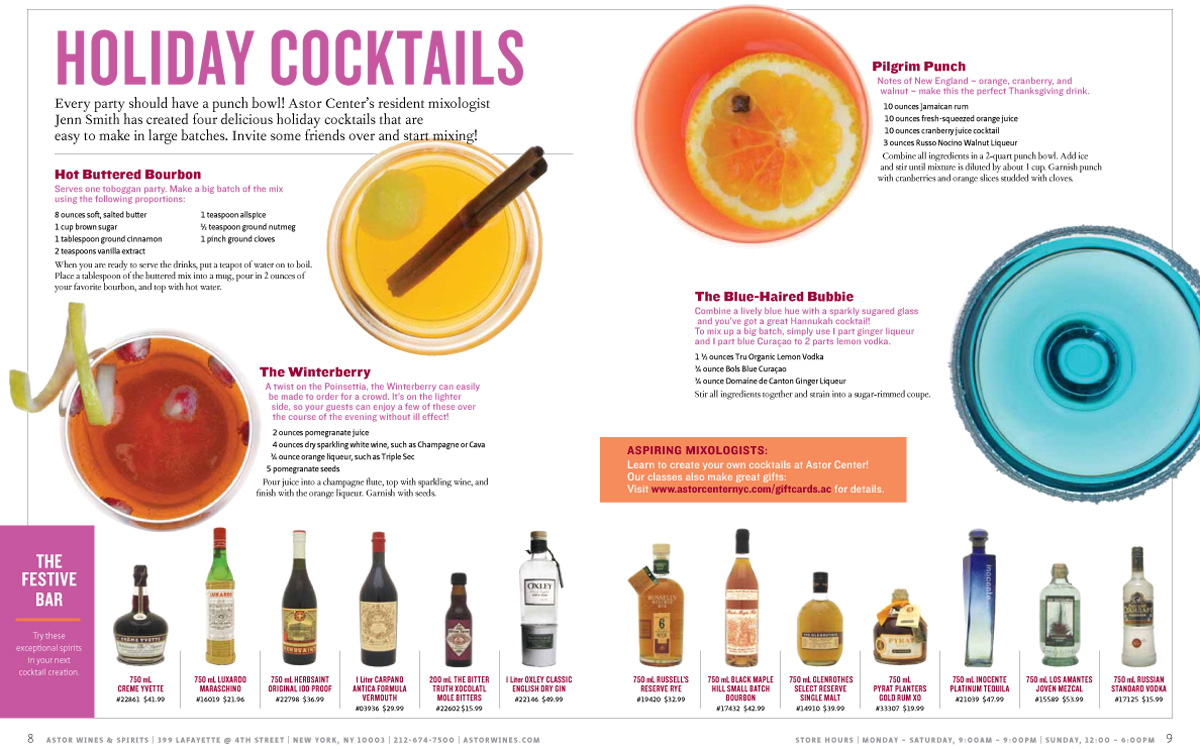 HOLIDAY COCKTAILS
Every party should have a punch bowl! Astor Center's resident mixologist
Jenn Smith has created four delicious holiday cocktails that are
easy to make in large batches. Invite some friends over and start mixing!
Hot Buttered Bourbon
Serves one toboggan party. Make a big batch of the mix
using the following proportions:
8 ounces soft, salted butter
1 cup brown sugar
1 tablespoon ground cinnamon
2 teaspoons vanilla extract
1 teaspoon allspice
½ teaspoon ground nutmeg
1 pinch ground cloves
When you are ready to serve the drinks, put a teapot of water on to boil.
Place a tablespoon of the buttered mix into a mug, pour in 2 ounces of
your favorite bourbon, and top with hot water.
The Winterberry
A twist on the Poinsettia, the Winterberry can easily
be made to order for a crowd. It's on the lighter
side, so your guests can enjoy a few of these over
the course of the evening without ill effect!
2 ounces pomegranate juice
4 ounces dry sparkling white wine, such as Champagne or Cava
¾ ounce orange liqueur, such as Triple Sec
5 pomegranate seeds
Pour juice into a champagne flute, top with sparkling wine, and
finish with the orange liqueur. Garnish with seeds.
Pilgrim Punch
Notes of New England – orange, cranberry, and
walnut – make this the perfect Thanksgiving drink.
10 ounces Jamaican rum
10 ounces fresh-squeezed orange juice
10 ounces cranberry juice cocktail
3 ounces Russo Nocino Walnut Liqueur
Combine all ingredients in a 2-quart punch bowl. Add ice
and stir until mixture is diluted by about 1 cup. Garnish punch
with cranberries and orange slices studded with cloves.
The Blue-Haired Bubbie
Combine a lively blue hue with a sparkly sugared glass
and you've got a great Hannukah cocktail!
To mix up a big batch, simply use 1 part ginger liqueur
and 1 part blue Curaçao to 2 parts lemon vodka.
1 ½ ounces Tru Organic Lemon Vodka
¾ ounce Bols Blue Curaçao
¾ ounce Domaine de Canton Ginger Liqueur
Stir all ingredients together and strain into a sugar-rimmed coupe.
ASPIRING MIXOLOGISTS:
Learn to create your own cocktails at Astor Center!
Our classes also make great gifts:
Visit www.astorcenternyc.com/giftcards.ac for details.
THE
FESTIVE
BAR
Try these
exceptional spirits
in your next
cocktail creation.
CRÈME YVETTE
LUXARDO
HERBSAINT
OXLEY
RUSSELL'S
RESERVE
RYE
6
PYRAT
inocente
750 mL
CREME YVETTE
#22861 $41.99
750 mL LUXARDO
MARASCHINO
#16019 $21.96
750 mL HERBSAINT
ORIGINAL 100 PROOF
#22798 $36.99
1 Liter CARPANO
ANTICA FORMULA
VERMOUTH
#03936 $29.99
200 mL THE BITTER
TRUTH XOCOLATL
MOLE BITTERS
#22602 $15.99
1 Liter OXLEY CLASSIC
ENGLISH DRY GIN
#22146 $49.99
750 mL RUSSELL'S
RESERVE RYE
#19420 $32.99
750 mL BLACK MAPLE
HILL SMALL BATCH
BOURBON
#17432 $42.99
750 mL GLENROTHES
SELECT RESERVE
SINGLE MALT
#14910 $39.99
750 mL
PYRAT PLANTERS
GOLD RUM XO
#33307 $19.99
750 mL INOCENTE
PLATINUM TEQUILA
#21039 $47.99
750 mL LOS AMANTES
JOVEN MEZCAL
#15589 $53.99
750 mL RUSSIAN
STANDARD VODKA
#17125 $15.99
8 ASTOR WINES & SPIRITS | 399 LAFAYETTE @ 4TH STREET | NEW YORK, NY 10003 | 212-674-7500 | ASTORWINES.COM
STORE HOURS | MONDAY – SATURDAY, 9:00AM – 9:00PM | SUNDAY, 12:00 – 6:00PM 9